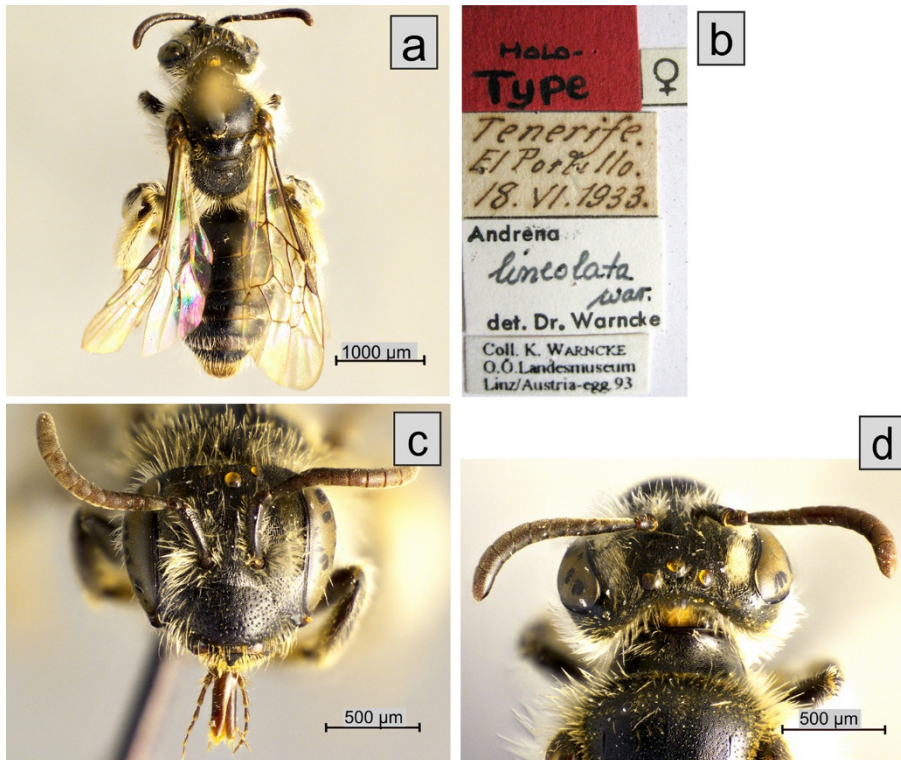 a
1000 µm
b
HOLO-
Type
♀
Tenerife.
El Portillo.
18. VI. 1933.
Andrena
lineolata
war.
det. Dr. Warncke
Coll. K. WARNCKE
O.Ö.Landesmuseum
Linz/Austria-egg.93
c
500 µm
d
500 µm